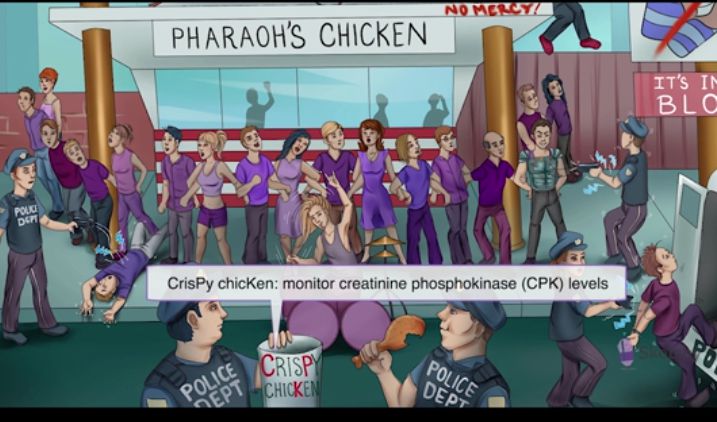 NO MERCY!
PHARAOH'S CHICKEN
IT'S IN
BLO
POLICE
DEPT
CrisPy chicKen: monitor creatinine phosphokinase (CPK) levels
CRISPY
CHICKEN
POLICE
DEPT
POLICE
DEPT